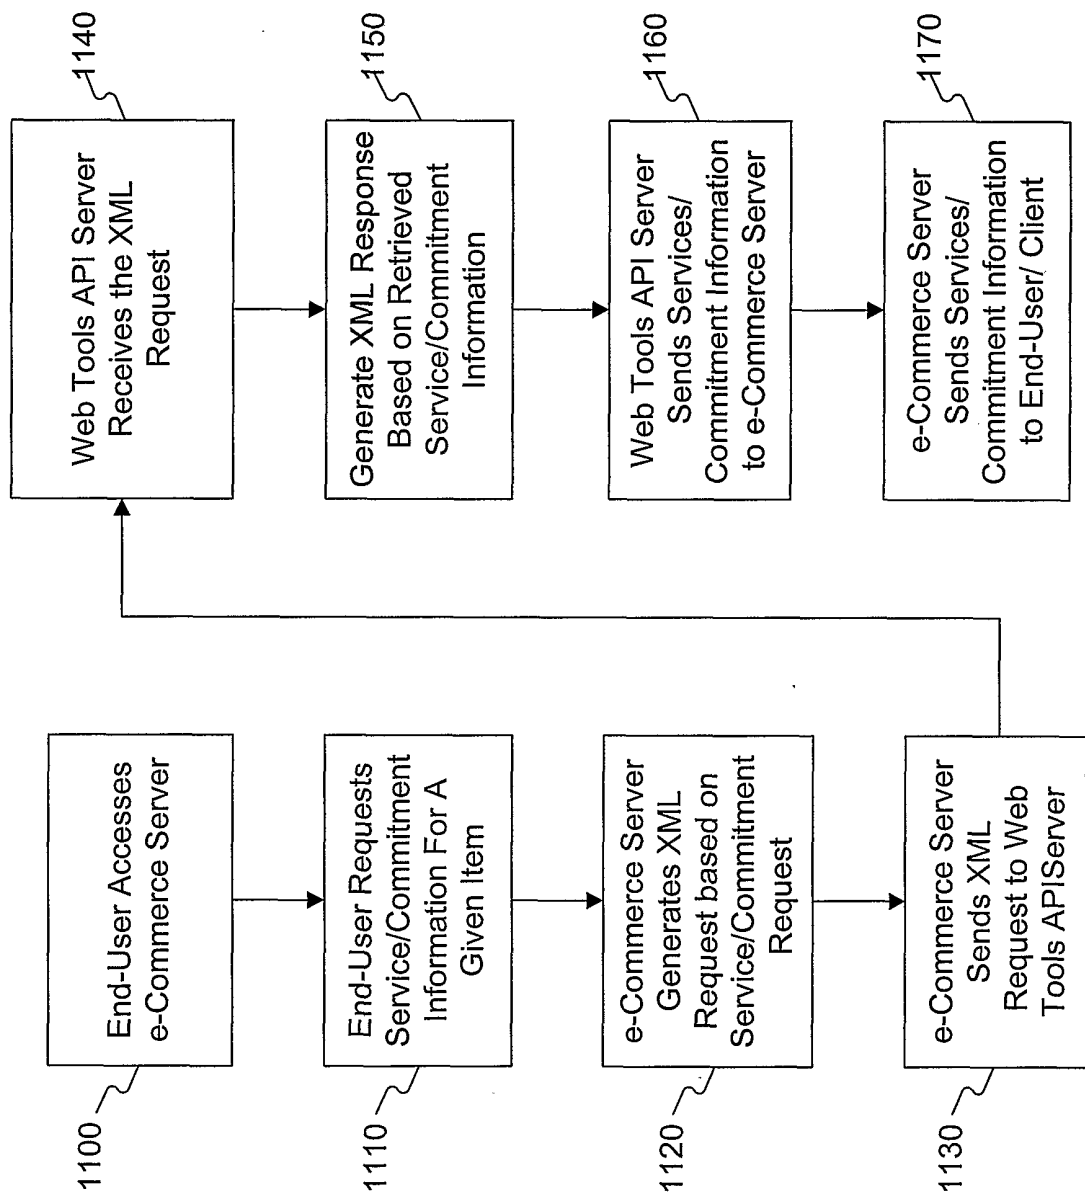 1100
End-User Accesses
e-Commerce Server
1110
End-User Requests
Service/Commitment
Information For A
Given Item
1120
e-Commerce Server
Generates XML
Request based on
Service/Commitment
Request
1130
e-Commerce Server
Sends XML
Request to Web
Tools APIServer
1140
Web Tools API Server
Receives the XML
Request
1150
Generate XML Response
Based on Retrieved
Service/Commitment
Information
1160
Web Tools API Server
Sends Services/
Commitment Information
to e-Commerce Server
1170
e-Commerce Server
Sends Services/
Commitment Information
to End-User/ Client